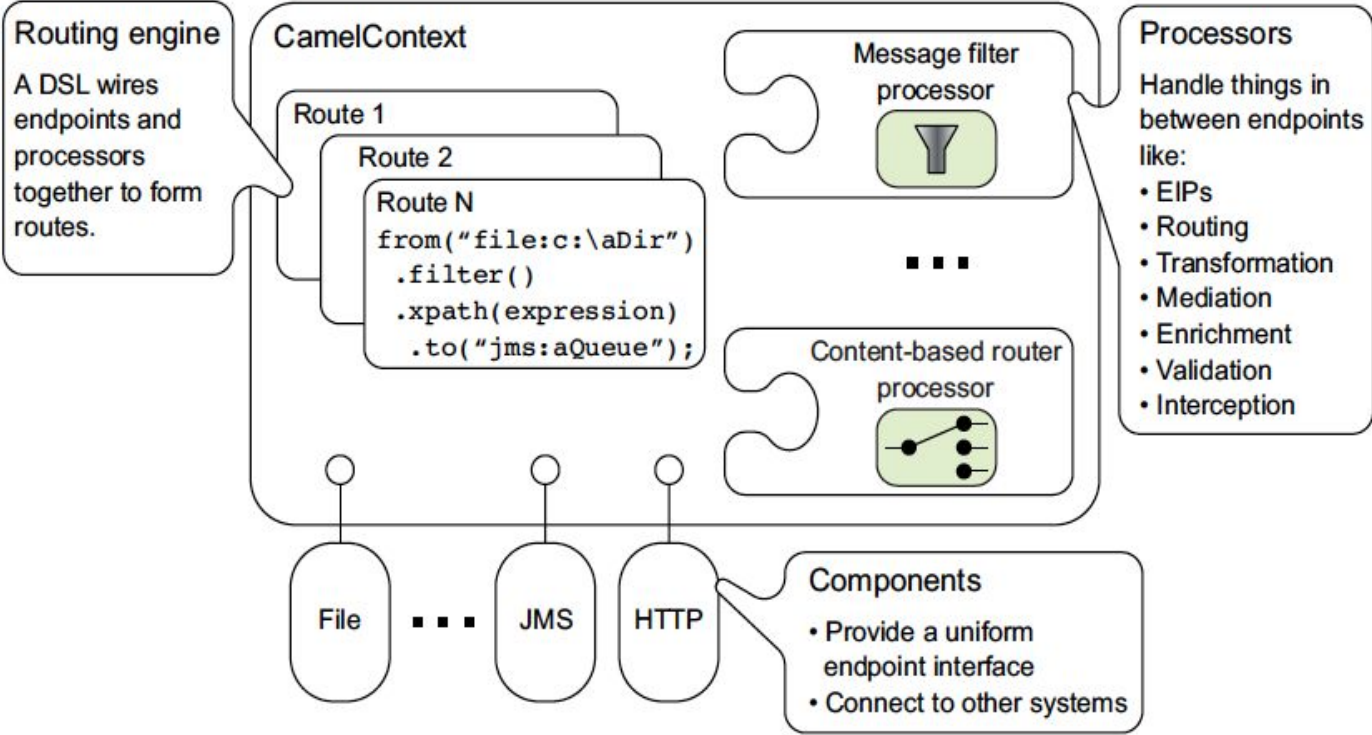 Routing engine
A DSL wires
endpoints and
processors
together to form
routes.
CamelContext
Route 1
Route 2
Route N
from(“file:c:\aDir”)
.filter()
.xpath(expression)
.to(“jms:aQueue”);
Message filter
processor
Content-based router
processor
Processors
Handle things in
between endpoints
like:
• EIPs
• Routing
• Transformation
• Mediation
• Enrichment
• Validation
• Interception
File
JMS
HTTP
Components
• Provide a uniform
endpoint interface
• Connect to other systems